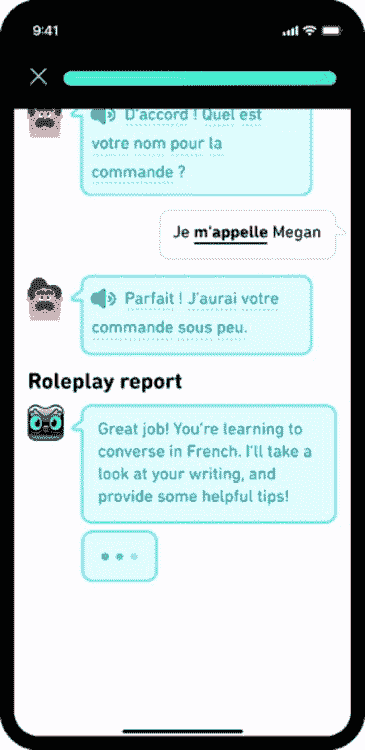 9:41
D'accord ! Quel est
votre nom pour la
commande ?
Je m'appelle Megan
Parfait ! J'aurai votre
commande sous peu.
Roleplay report
Great job! You're learning to
converse in French. I'll take a
look at your writing, and
provide some helpful tips!